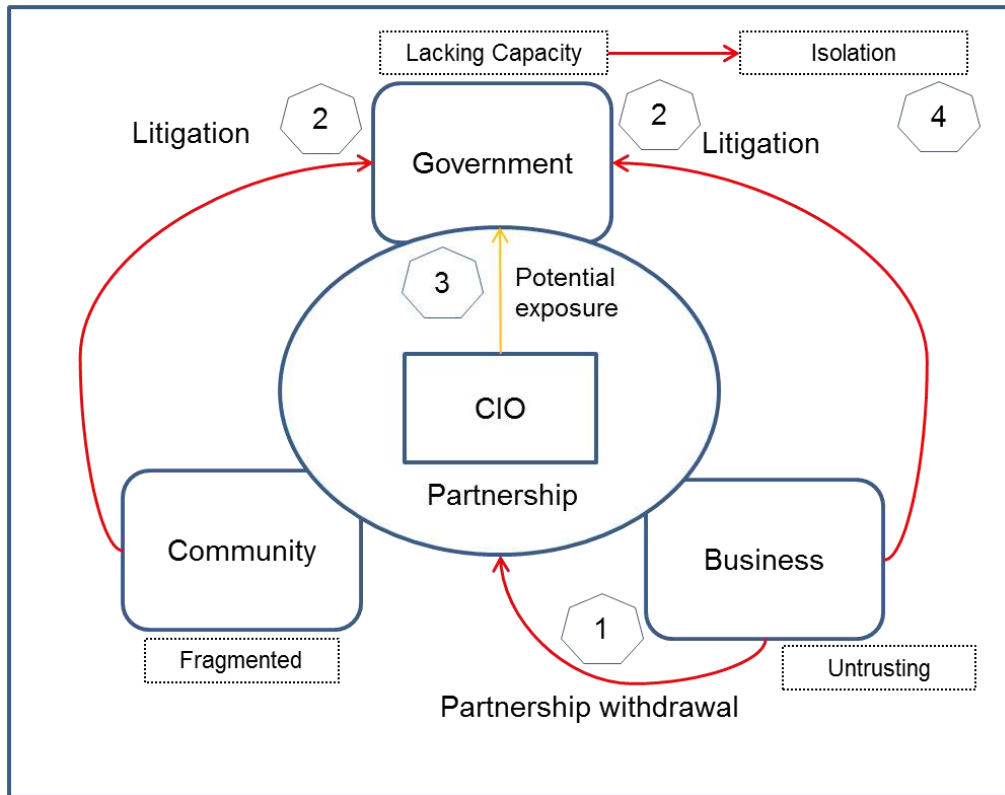 Lacking Capacity
Isolation
2
2
4
Litigation
Litigation
Government
3
Potential
exposure
CIO
Partnership
Community
Business
1
Fragmented
Untrusting
Partnership withdrawal